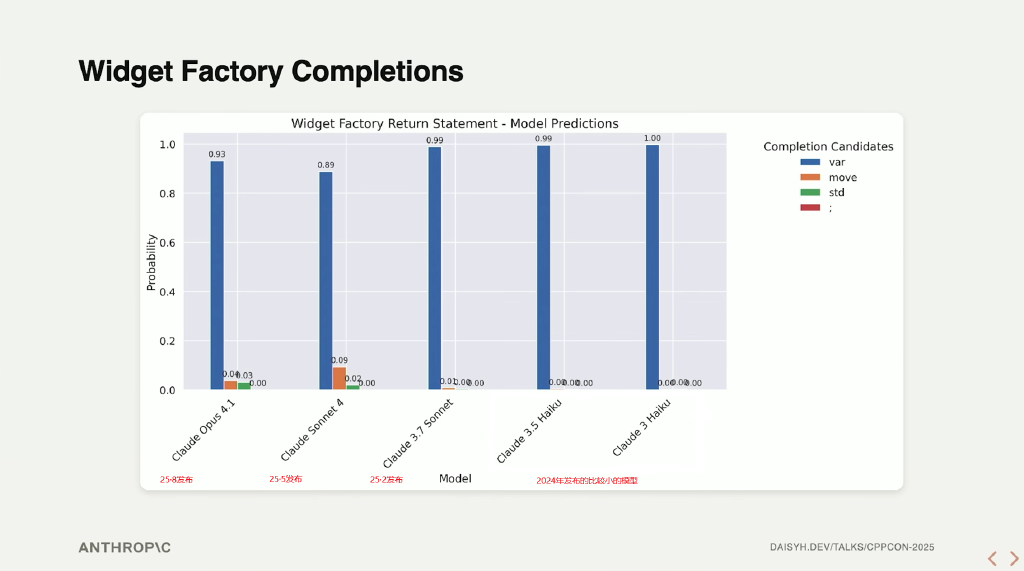 Widget Factory Completions
Widget Factory Return Statement - Model Predictions
Completion Candidates
var
move
std
;
Probability
1.0
0.8
0.6
0.4
0.2
0.0
0.93
0.04
0.03
0.00
0.89
0.09
0.02
0.00
0.99
0.01
0.00
0.00
0.99
0.00
0.00
0.00
1.00
0.00
0.00
0.00
Claude Opus 4.1
Claude Sonnet 4
Claude 3.7 Sonnet
Claude 3.5 Haiku
Claude 3 Haiku
25-8发布
25-5发布
25-2发布
Model
2024年发布的比较小的模型
ANTHROP\C
DAISYH.DEV/TALKS/CPPCON-2025